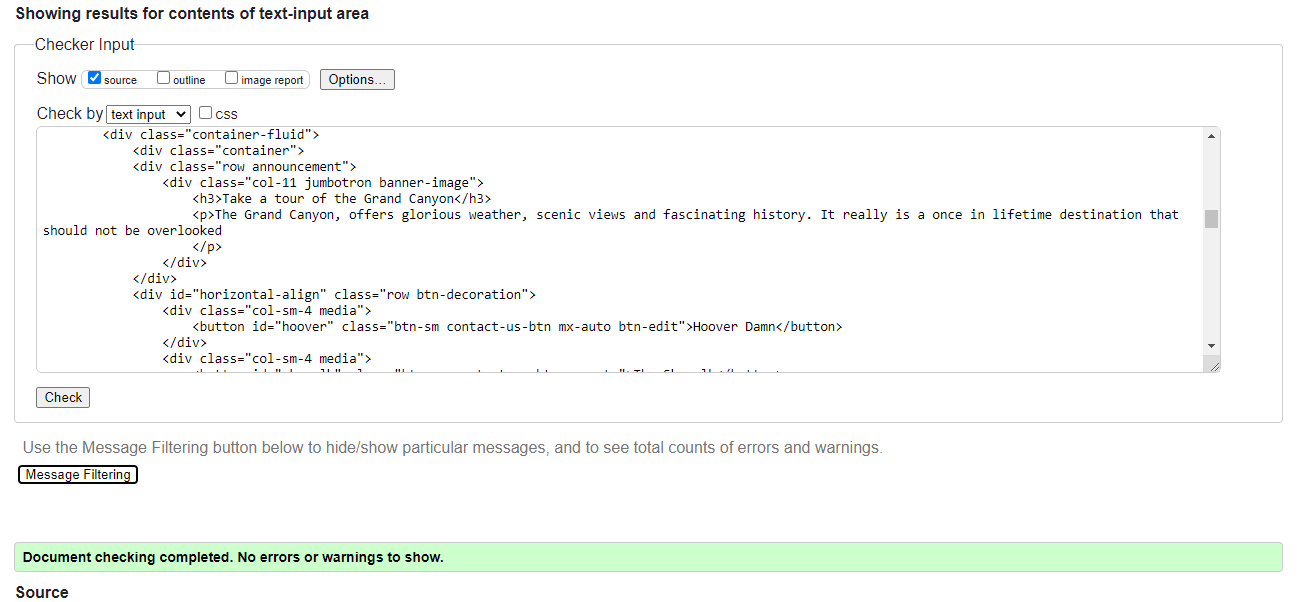 Showing results for contents of text-input area
Checker Input
Show source outline image report Options...
Check by text input css
<div class="container-fluid">
<div class="container">
<div class="row announcement">
<div class="col-11 jumbotron banner-image">
<h3>Take a tour of the Grand Canyon</h3>
<p>The Grand Canyon, offers glorious weather, scenic views and fascinating history. It really is a once in lifetime destination that
should not be overlooked
</p>
</div>
</div>
<div id="horizontal-align" class="row btn-decoration">
<div class="col-sm-4 media">
<button id="hoover" class="btn-sm contact-us-btn mx-auto btn-edit">Hoover Damn</button>
</div>
<div class="col-sm-4 media">
Check
Use the Message Filtering button below to hide/show particular messages, and to see total counts of errors and warnings.
Message Filtering
Document checking completed. No errors or warnings to show.
Source